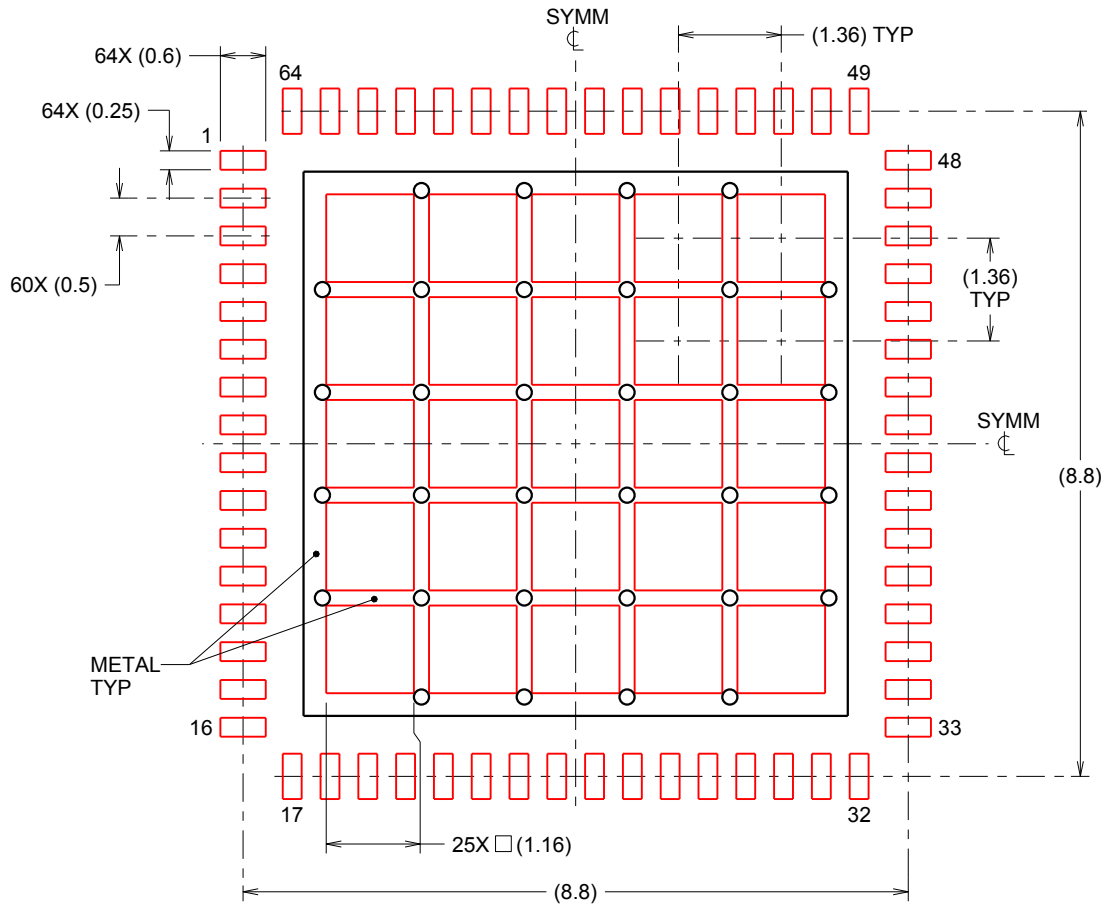 SYMM
℄
(1.36) TYP
64X (0.6)
64
49
64X (0.25)
1
48
60X (0.5)
(1.36)
TYP
SYMM
℄
(8.8)
METAL
TYP
16
33
17
32
25X □ (1.16)
(8.8)